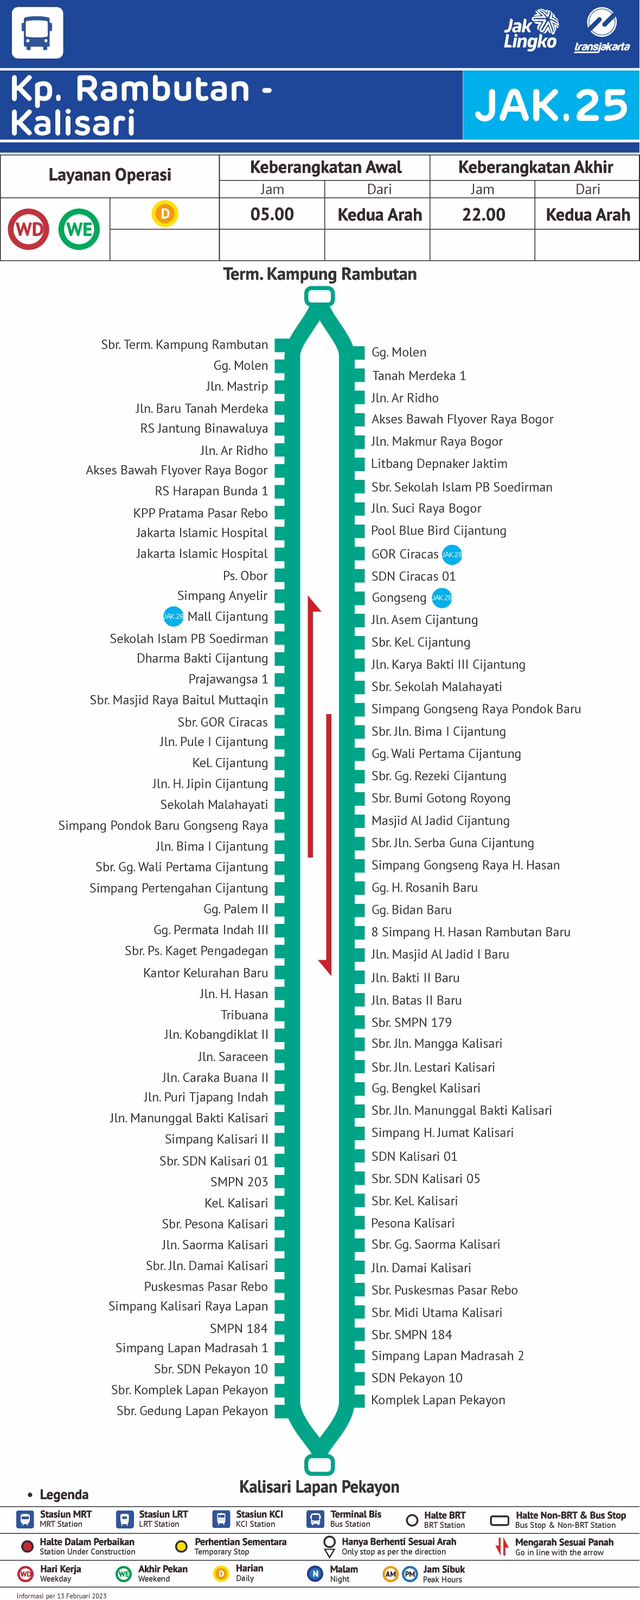 Jak
Lingko
transjakarta
Kp. Rambutan -
Kalisari
JAK.25
Layanan Operasi
Keberangkatan Awal
Keberangkatan Akhir
Jam
Dari
Jam
Dari
WD
WE
D
05.00
Kedua Arah
22.00
Kedua Arah
Term. Kampung Rambutan
Sbr. Term. Kampung Rambutan
Gg. Molen
Jln. Mastrip
Jln. Baru Tanah Merdeka
RS Jantung Binawaluya
Jln. Ar Ridho
Akses Bawah Flyover Raya Bogor
RS Harapan Bunda 1
KPP Pratama Pasar Rebo
Jakarta Islamic Hospital
Jakarta Islamic Hospital
Ps. Obor
Simpang Anyelir
JAK.28 Mall Cijantung
Sekolah Islam PB Soedirman
Dharma Bakti Cijantung
Prajawangsa 1
Sbr. Masjid Raya Baitul Muttaqin
Sbr. GOR Ciracas
Jln. Pule I Cijantung
Kel. Cijantung
Jln. H. Jipin Cijantung
Sekolah Malahayati
Simpang Pondok Baru Gongseng Raya
Jln. Bima I Cijantung
Sbr. Gg. Wali Pertama Cijantung
Simpang Pertengahan Cijantung
Gg. Palem II
Gg. Permata Indah III
Sbr. Ps. Kaget Pengadegan
Kantor Kelurahan Baru
Jln. H. Hasan
Tribuana
Jln. Kobangdiklat II
Jln. Saraceen
Jln. Caraka Buana II
Jln. Puri Tjapang Indah
Jln. Manunggal Bakti Kalisari
Simpang Kalisari II
Sbr. SDN Kalisari 01
SMPN 203
Kel. Kalisari
Sbr. Pesona Kalisari
Jln. Saorma Kalisari
Sbr. Jln. Damai Kalisari
Puskesmas Pasar Rebo
Simpang Kalisari Raya Lapan
SMPN 184
Simpang Lapan Madrasah 1
Sbr. SDN Pekayon 10
Sbr. Komplek Lapan Pekayon
Sbr. Gedung Lapan Pekayon
Gg. Molen
Tanah Merdeka 1
Jln. Ar Ridho
Akses Bawah Flyover Raya Bogor
Jln. Makmur Raya Bogor
Litbang Depnaker Jaktim
Sbr. Sekolah Islam PB Soedirman
Jln. Suci Raya Bogor
Pool Blue Bird Cijantung
GOR Ciracas JAK.28
SDN Ciracas 01
Gongseng JAK.28
Jln. Asem Cijantung
Sbr. Kel. Cijantung
Jln. Karya Bakti III Cijantung
Sbr. Sekolah Malahayati
Simpang Gongseng Raya Pondok Baru
Sbr. Jln. Bima I Cijantung
Gg. Wali Pertama Cijantung
Sbr. Gg. Rezeki Cijantung
Sbr. Bumi Gotong Royong
Masjid Al Jadid Cijantung
Sbr. Jln. Serba Guna Cijantung
Simpang Gongseng Raya H. Hasan
Gg. H. Rosanih Baru
Gg. Bidan Baru
8 Simpang H. Hasan Rambutan Baru
Jln. Masjid Al Jadid I Baru
Jln. Bakti II Baru
Jln. Batas II Baru
Sbr. SMPN 179
Sbr. Jln. Mangga Kalisari
Sbr. Jln. Lestari Kalisari
Gg. Bengkel Kalisari
Sbr. Jln. Manunggal Bakti Kalisari
Simpang H. Jumat Kalisari
SDN Kalisari 01
Sbr. SDN Kalisari 05
Sbr. Kel. Kalisari
Pesona Kalisari
Sbr. Gg. Saorma Kalisari
Jln. Damai Kalisari
Sbr. Puskesmas Pasar Rebo
Sbr. Midi Utama Kalisari
Sbr. SMPN 184
Simpang Lapan Madrasah 2
SDN Pekayon 10
Komplek Lapan Pekayon
Kalisari Lapan Pekayon
• Legenda
Stasiun MRT
MRT Station
Stasiun LRT
LRT Station
Stasiun KCI
KCI Station
Terminal Bis
Bus Station
Halte BRT
BRT Station
Halte Non-BRT & Bus Stop
Bus Stop & Non-BRT Station
Halte Dalam Perbaikan
Station Under Construction
Perhentian Sementara
Temporary Stop
Hanya Berhenti Sesuai Arah
Only stop as per the direction
Mengarah Sesuai Panah
Go in line with the arrow
WD
Hari Kerja
Weekday
WE
Akhir Pekan
Weekend
D
Harian
Daily
N
Malam
Night
AM
PM
Jam Sibuk
Peak Hours
Informasi per 13 Februari 2023